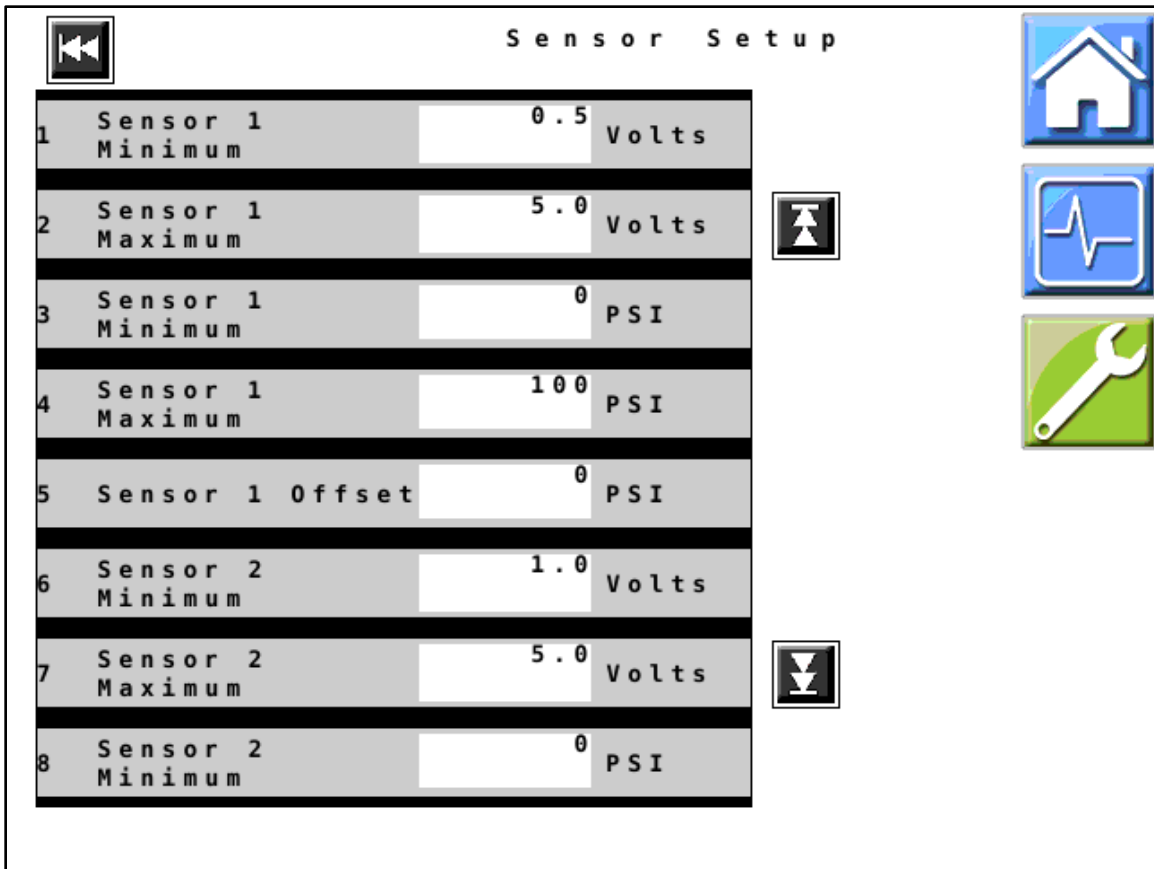 Sensor Setup
1 Sensor 1 Minimum 0.5 Volts
2 Sensor 1 Maximum 5.0 Volts
3 Sensor 1 Minimum 0 PSI
4 Sensor 1 Maximum 100 PSI
5 Sensor 1 Offset 0 PSI
6 Sensor 2 Minimum 1.0 Volts
7 Sensor 2 Maximum 5.0 Volts
8 Sensor 2 Minimum 0 PSI